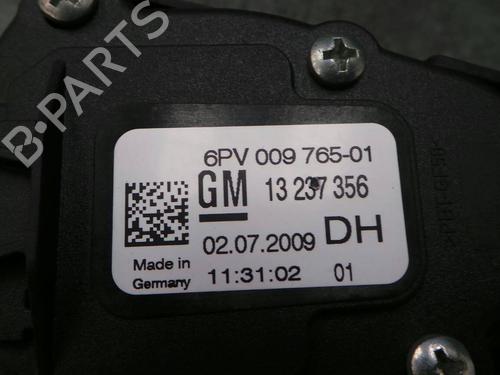 B-PARTS
6PV 009 765-01
GM 13 237 356
02.07.2009 DH
Made in
Germany
11:31:02 01